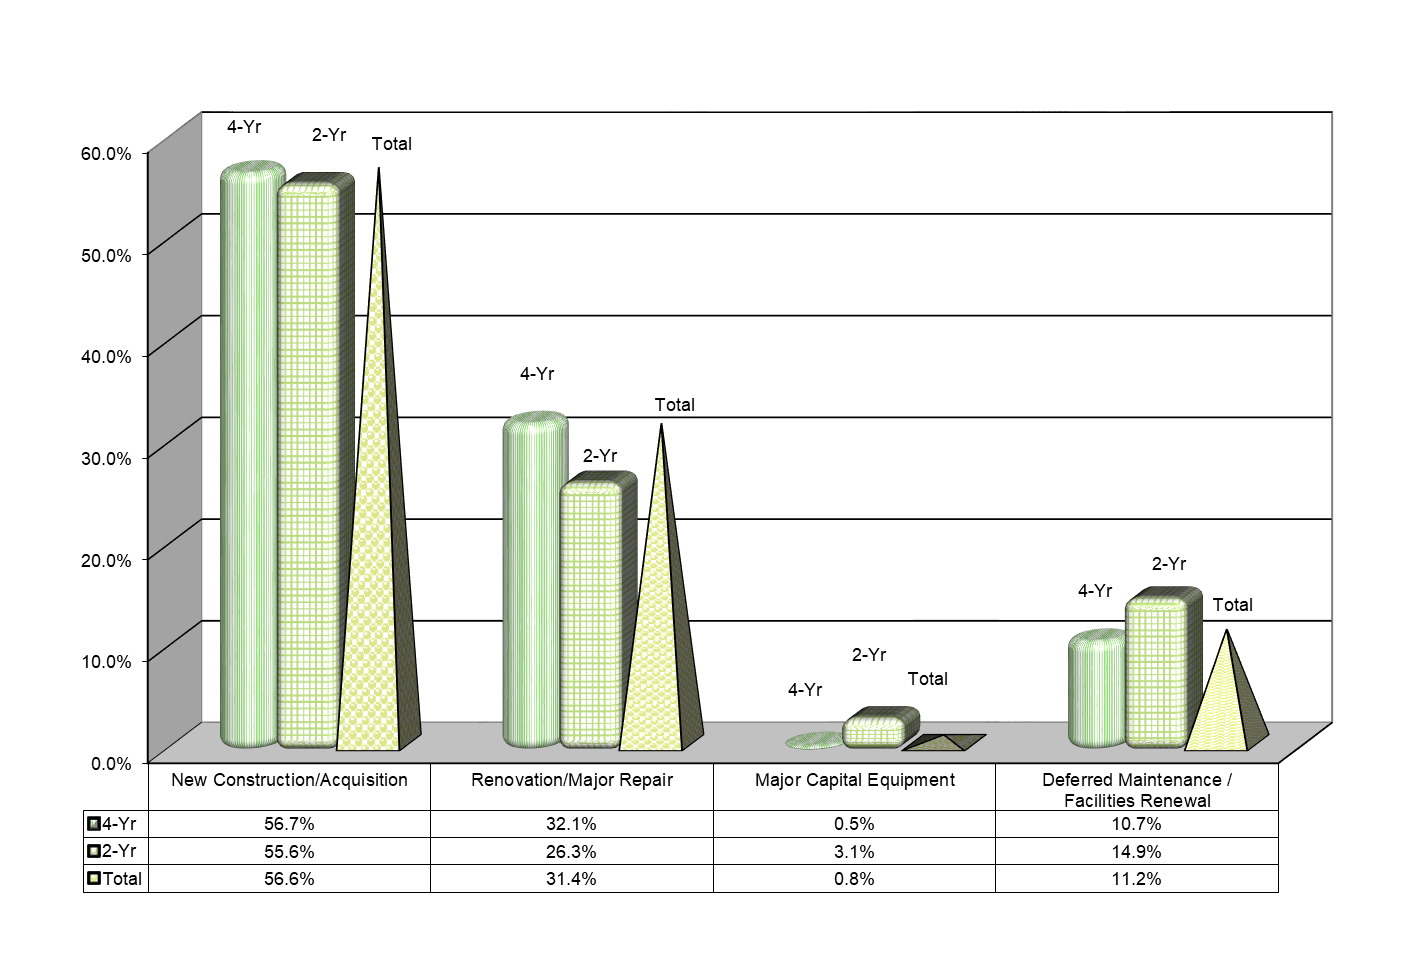 4-Yr
2-Yr
Total
60.0%
50.0%
40.0%
30.0%
20.0%
10.0%
0.0%
4-Yr
2-Yr
Total
4-Yr
2-Yr
Total
4-Yr
2-Yr
Total
New Construction/Acquisition
Renovation/Major Repair
Major Capital Equipment
Deferred Maintenance /
Facilities Renewal
4-Yr 56.7% 32.1% 0.5% 10.7%
2-Yr 55.6% 26.3% 3.1% 14.9%
Total 56.6% 31.4% 0.8% 11.2%